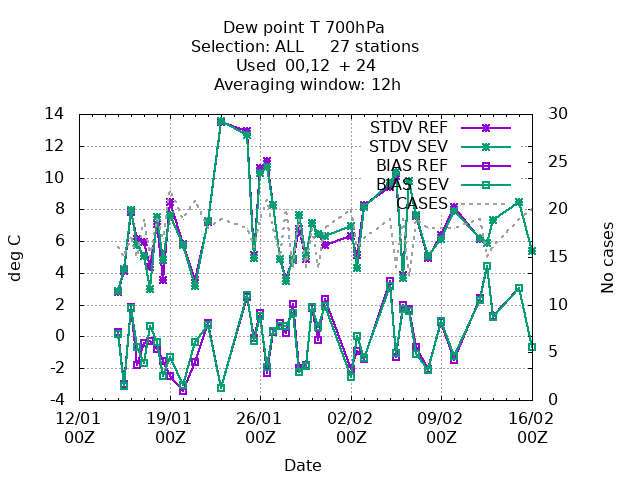 Dew point T 700hPa
Selection: ALL     27 stations
Used  00,12  + 24
Averaging window: 12h
14 30
12 25
10 20
8 15
6 10
4 5
2 0
0
-2
-4
deg C
No cases
STDV REF
STDV SEV
BIAS REF
BIAS SEV
CASES
12/01 19/01 26/01 02/02 09/02 16/02
00Z 00Z 00Z 00Z 00Z 00Z
Date